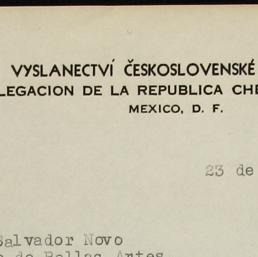 VYSLANECTVÍ ČESKOSLOVENSKÉ
LEGACION DE LA REPUBLICA CHE
MEXICO, D. F.
23 de
Salvador Novo
de Bellas Artes